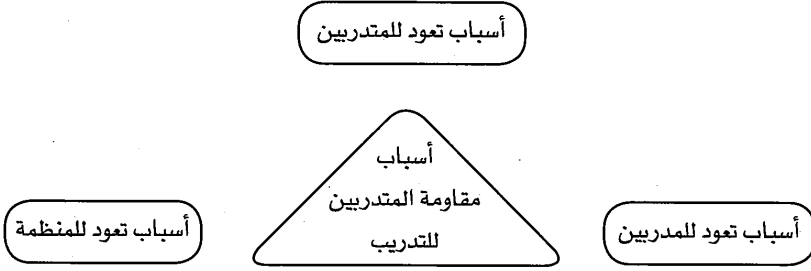 أسباب تعود للمتدربين
أسباب
مقاومة المتدربين
للتدريب
أسباب تعود للمدربين
أسباب تعود للمنظمة